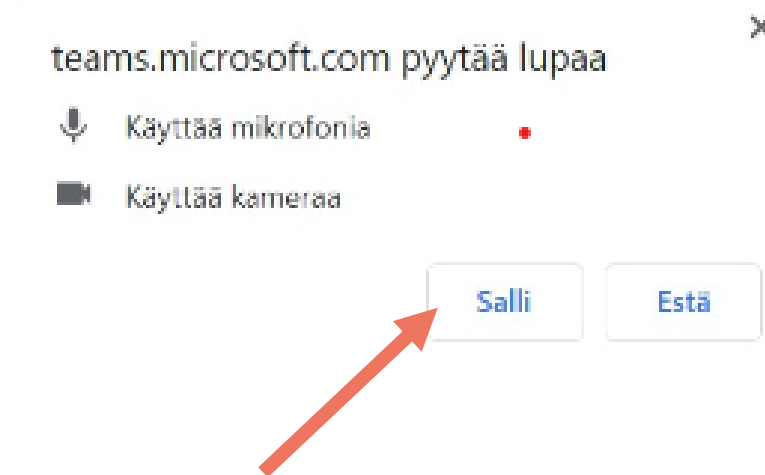 teams.microsoft.com pyytää lupaa
Käyttää mikrofonia
Käyttää kameraa
Salli Estä